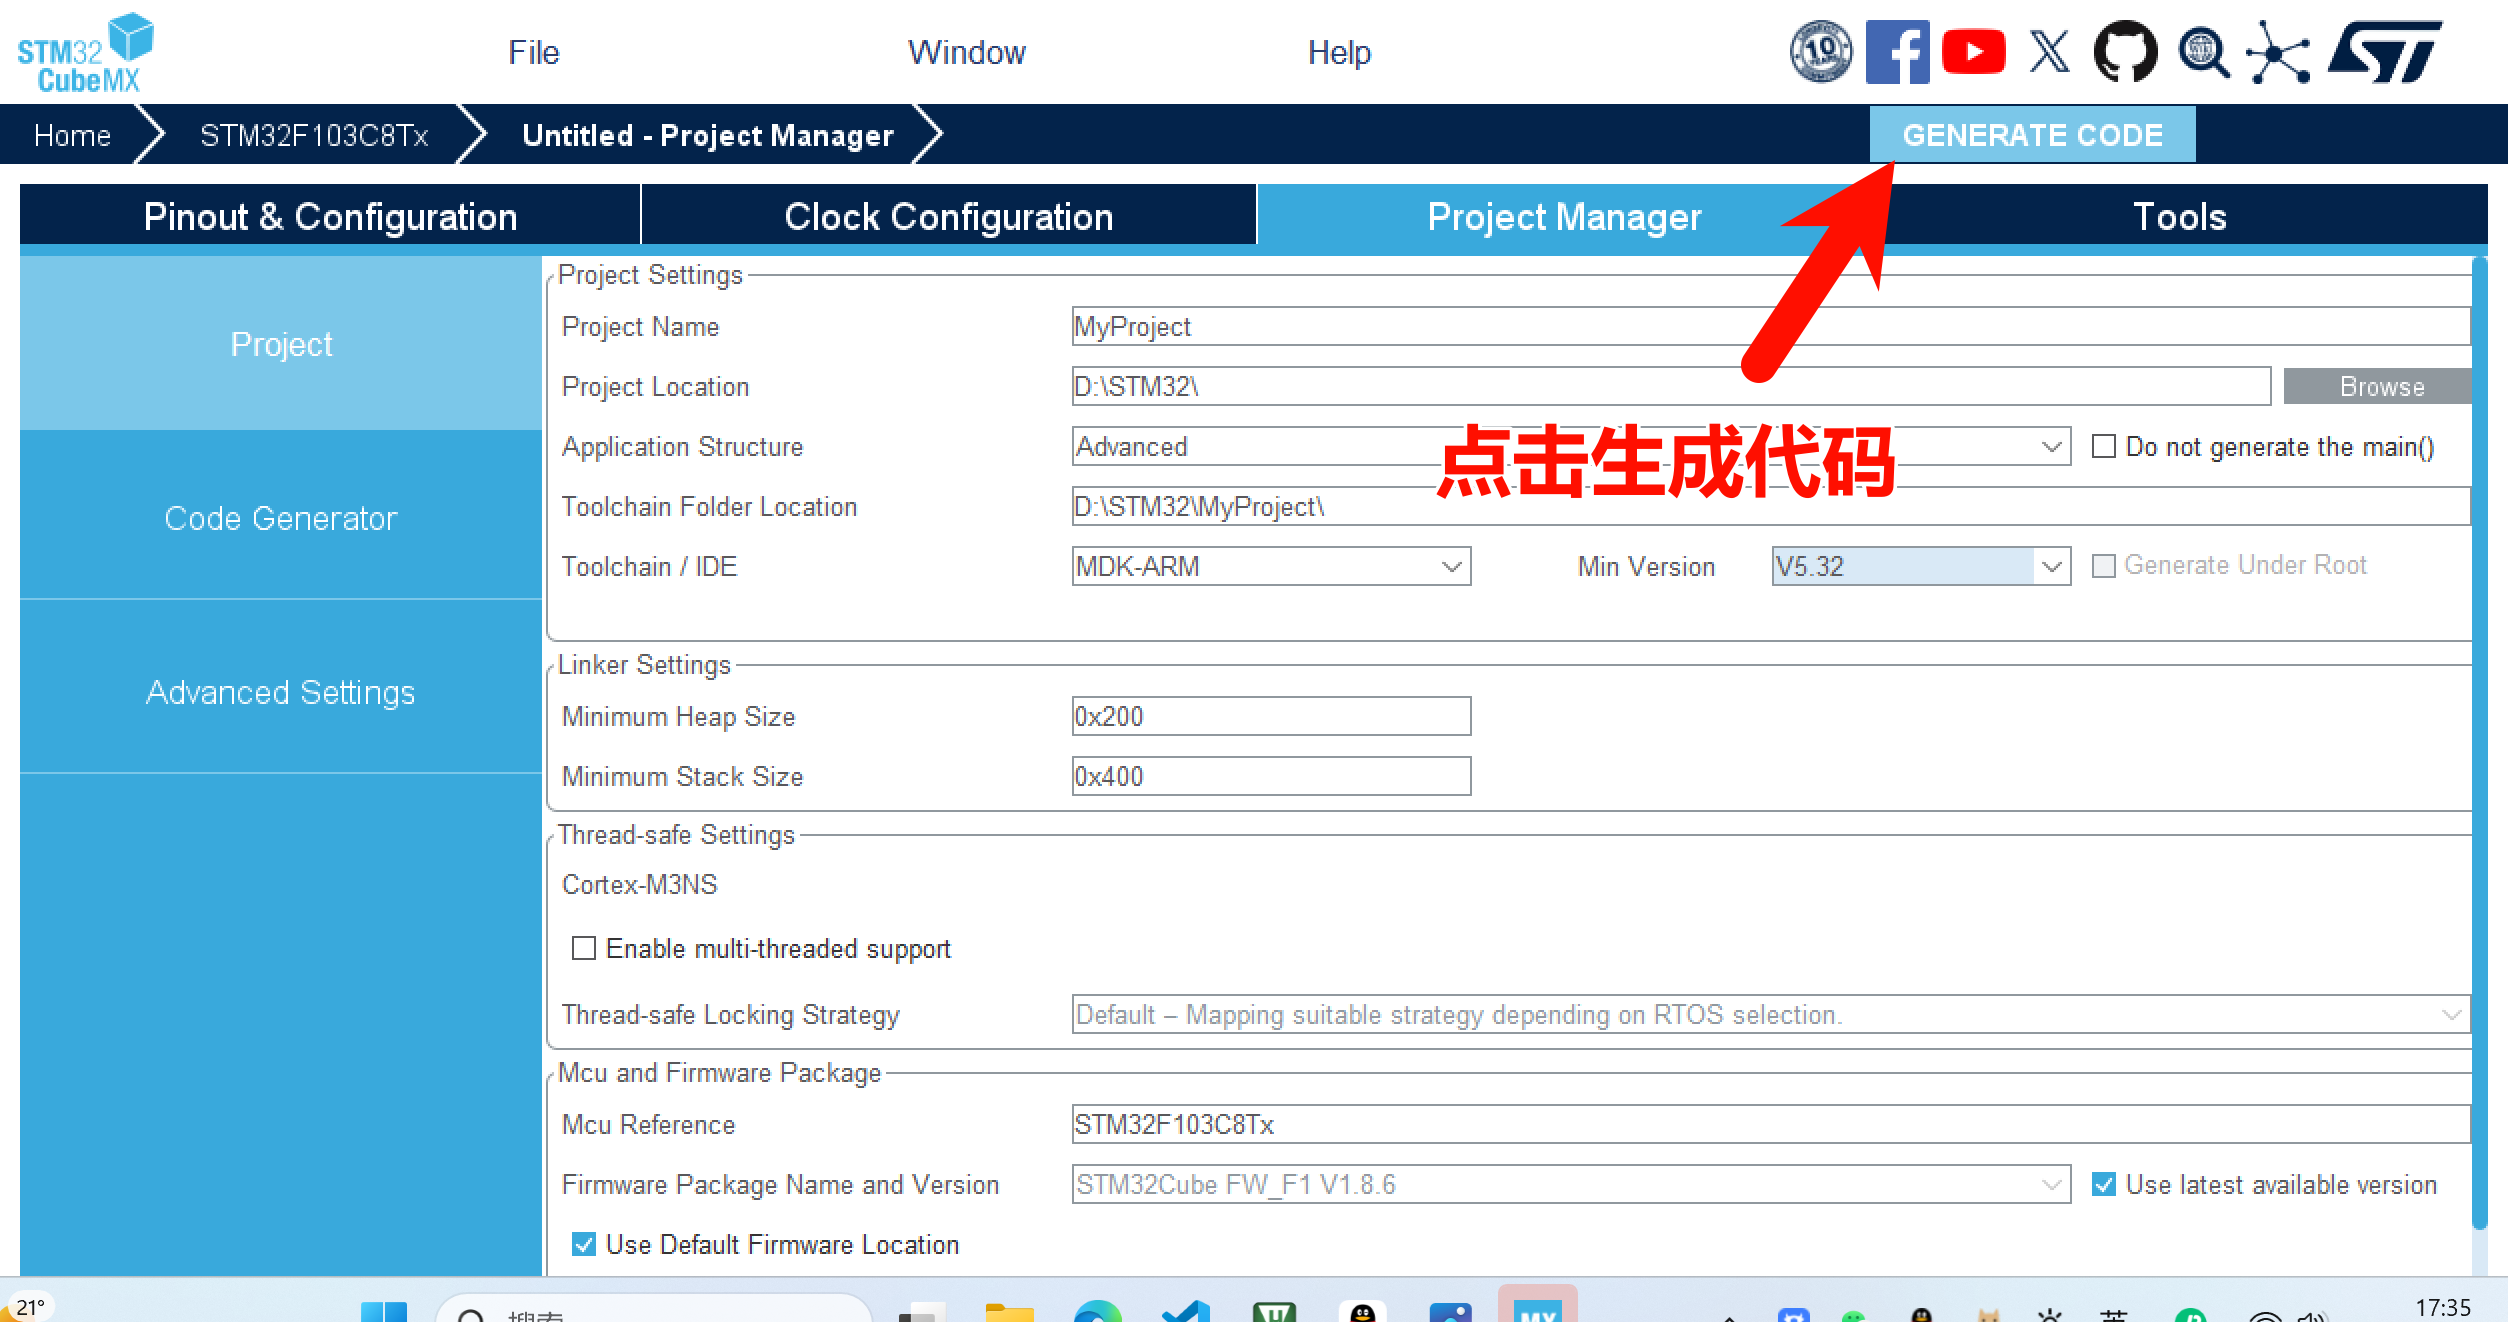 STM32
CubeMX
File
Window
Help
10
Home
STM32F103C8Tx
Untitled - Project Manager
GENERATE CODE
Pinout & Configuration
Clock Configuration
Project Manager
Tools
Project
Code Generator
Advanced Settings
Project Settings
Project Name
MyProject
Project Location
D:\STM32\
Browse
Application Structure
Advanced
Do not generate the main()
点击生成代码
Toolchain Folder Location
D:\STM32\MyProject\
Toolchain / IDE
MDK-ARM
Min Version
V5.32
Generate Under Root
Linker Settings
Minimum Heap Size
0x200
Minimum Stack Size
0x400
Thread-safe Settings
Cortex-M3NS
Enable multi-threaded support
Thread-safe Locking Strategy
Default – Mapping suitable strategy depending on RTOS selection.
Mcu and Firmware Package
Mcu Reference
STM32F103C8Tx
Firmware Package Name and Version
STM32Cube FW_F1 V1.8.6
Use latest available version
Use Default Firmware Location
21°
搜索
MX
英
17:35